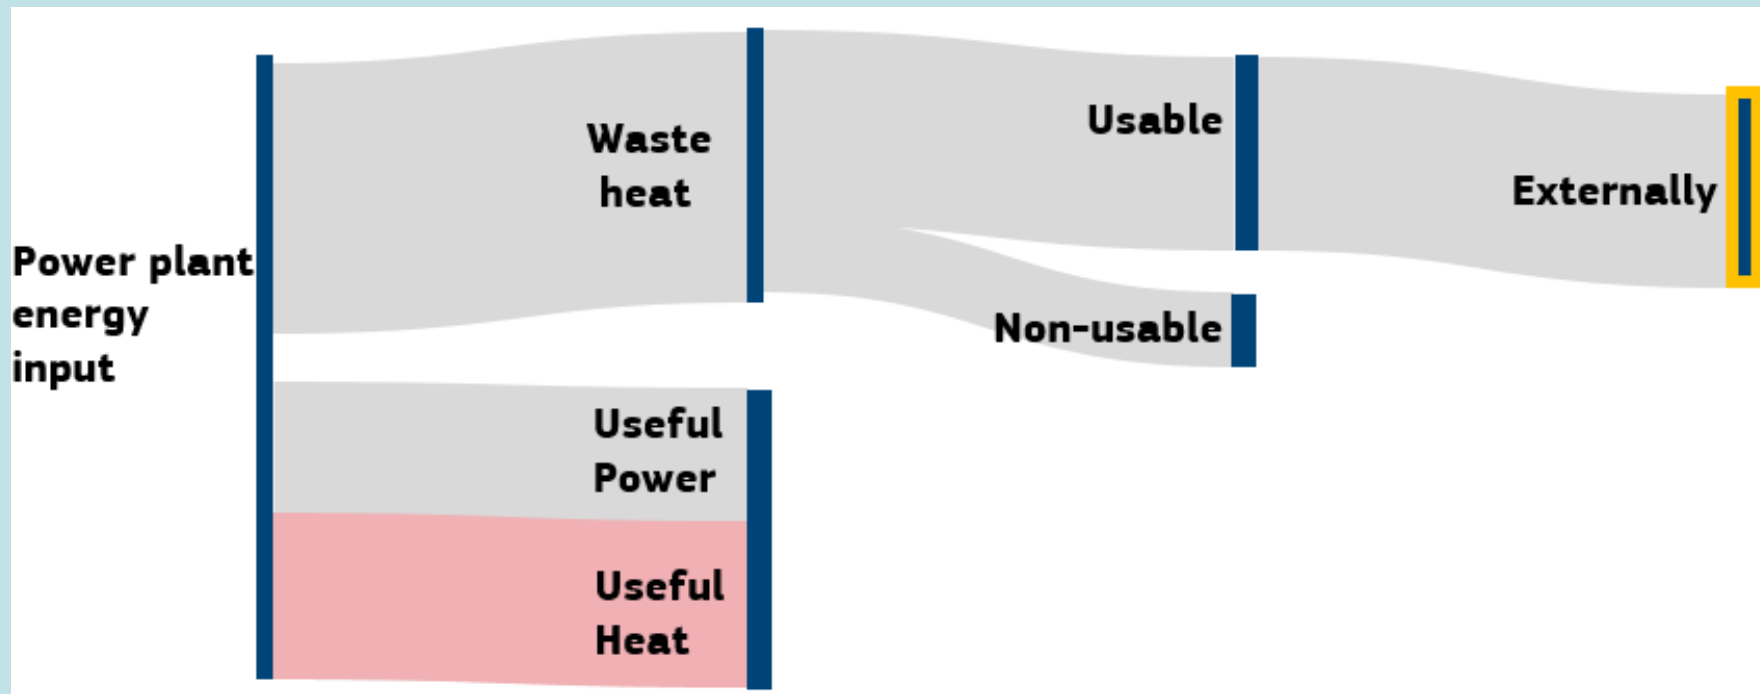 Power plant
energy
input
Waste
heat
Useful
Power
Useful
Heat
Usable
Non-usable
Externally